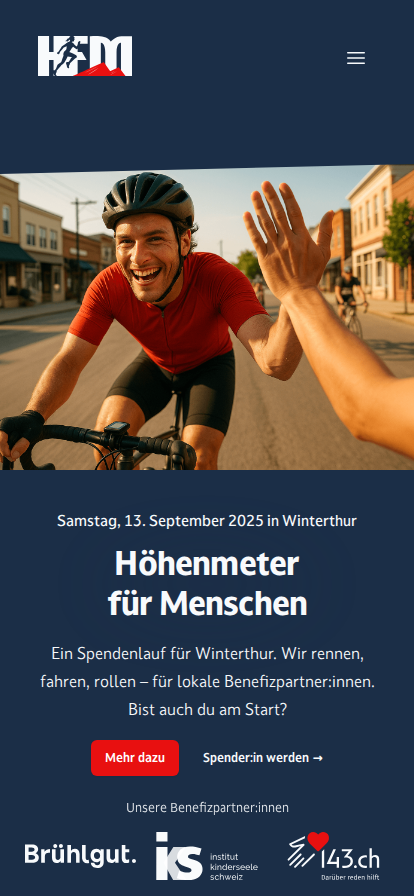 HFM
Samstag, 13. September 2025 in Winterthur
Höhenmeter
für Menschen
Ein Spendenlauf für Winterthur. Wir rennen,
fahren, rollen – für lokale Benefizpartner:innen.
Bist auch du am Start?
Mehr dazu
Spender:in werden →
Unsere Benefizpartner:innen
Brühlgut.
iks
institut
kinderseele
schweiz
143.ch
Darüber reden hilft